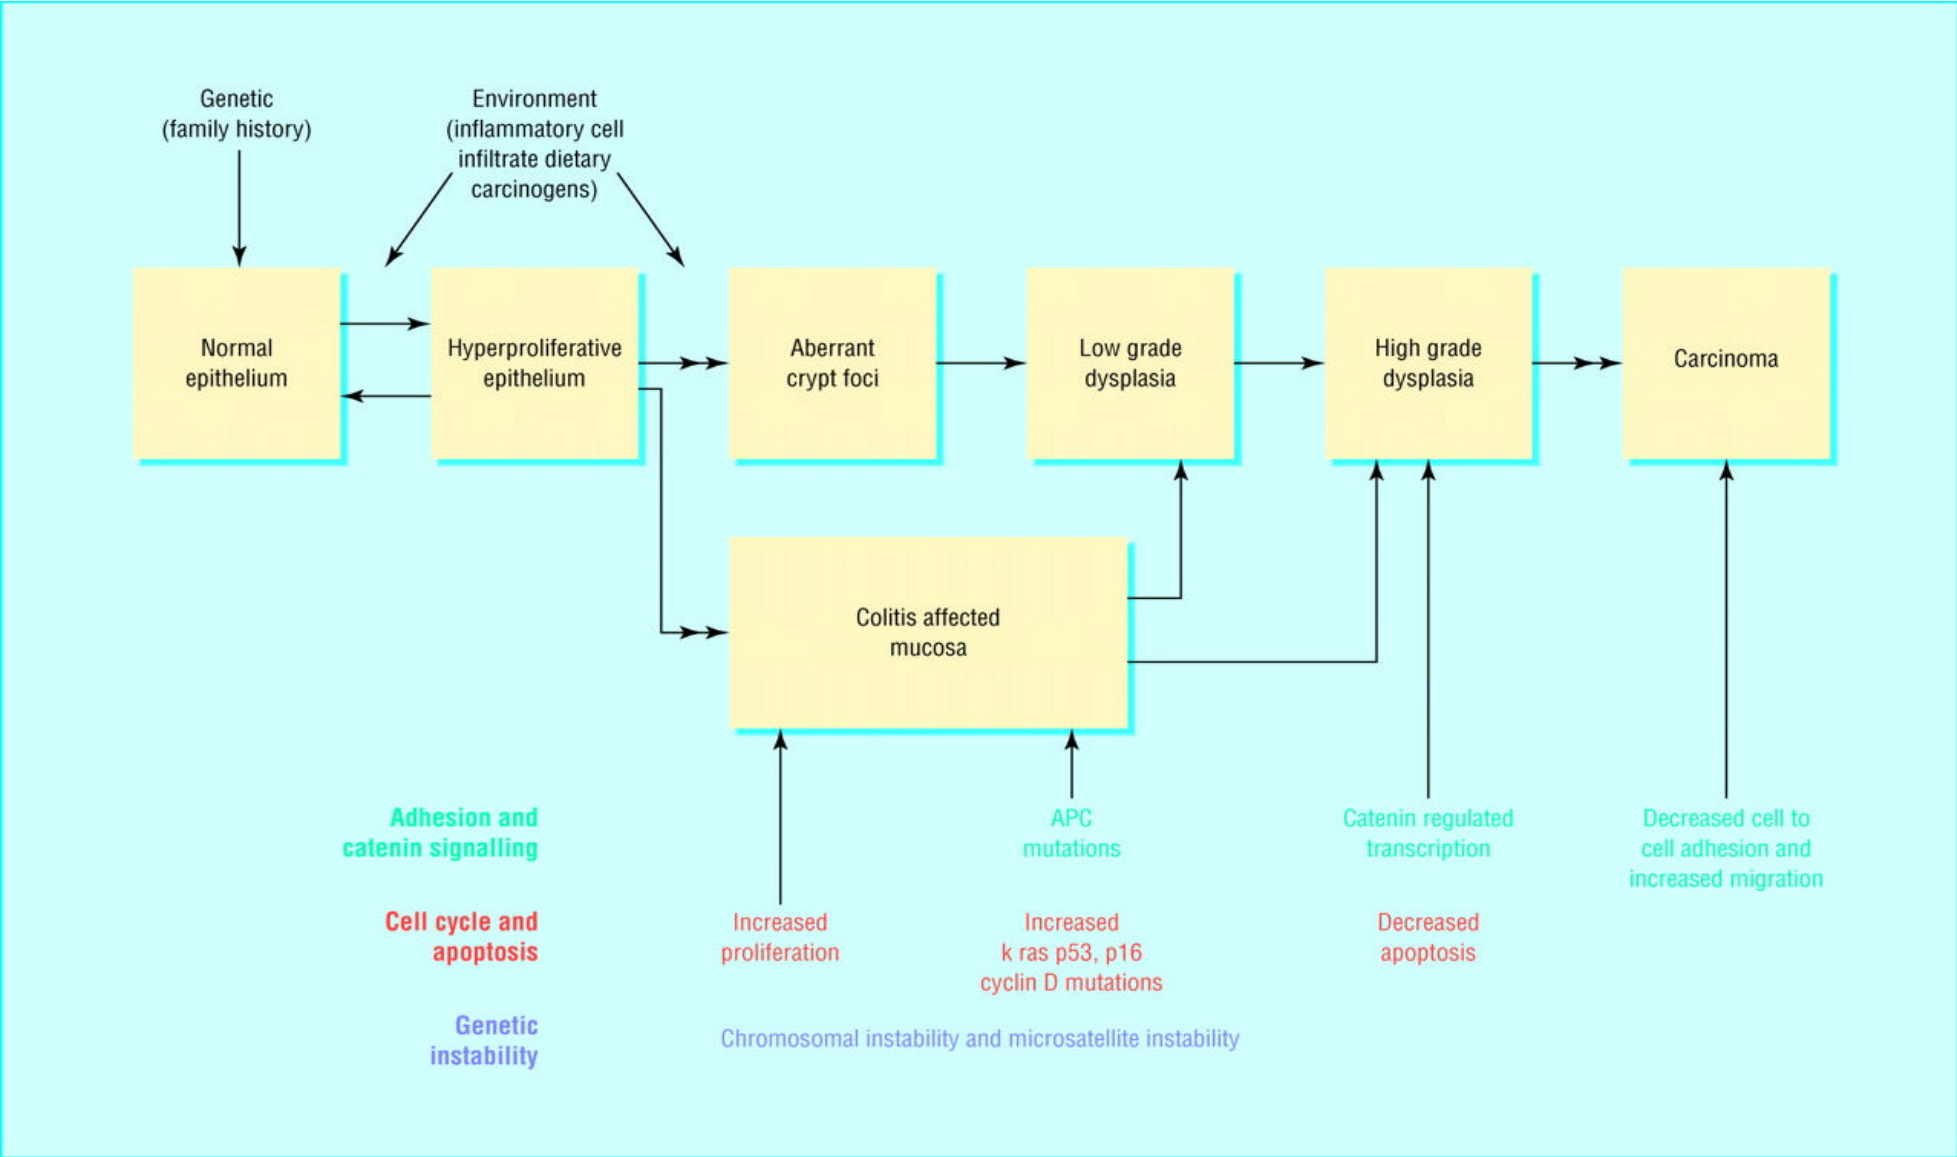 Genetic
(family history)
Environment
(inflammatory cell
infiltrate dietary
carcinogens)
Normal
epithelium
Hyperproliferative
epithelium
Aberrant
crypt foci
Low grade
dysplasia
High grade
dysplasia
Carcinoma
Colitis affected
mucosa
Adhesion and
catenin signalling
APC
mutations
Catenin regulated
transcription
Decreased cell to
cell adhesion and
increased migration
Cell cycle and
apoptosis
Increased
proliferation
Increased
k ras p53, p16
cyclin D mutations
Decreased
apoptosis
Genetic
instability
Chromosomal instability and microsatellite instability